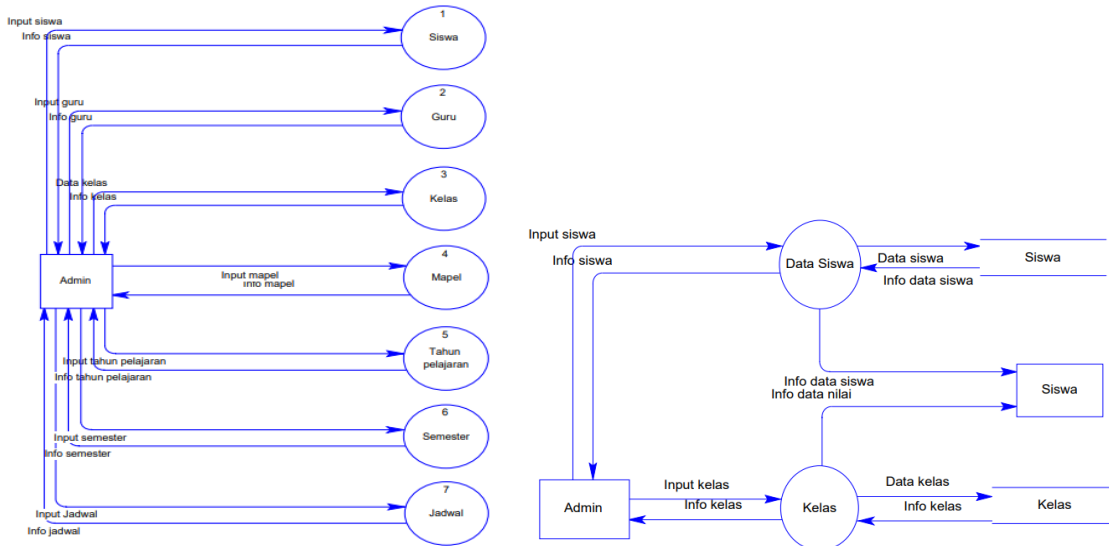 Input siswa
Info siswa
1
Siswa
Input guru
Info guru
2
Guru
Data kelas
Info kelas
3
Kelas
Admin
Input mapel
Info mapel
4
Mapel
Input tahun pelajaran
Info tahun pelajaran
5
Tahun
pelajaran
Input semester
Info semester
6
Semester
Input Jadwal
Info jadwal
7
Jadwal
Input siswa
Info siswa
Data Siswa
Data siswa
Info data siswa
Siswa
Info data siswa
Info data nilai
Siswa
Admin
Input kelas
Info kelas
Kelas
Data kelas
Info kelas
Kelas